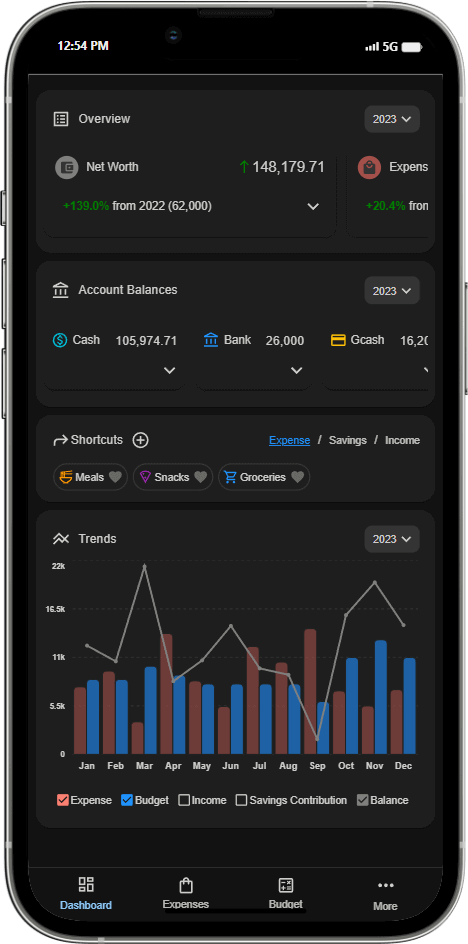 12:54 PM 5G
Overview 2023
Net Worth 148,179.71 Expens
+139.0% from 2022 (62,000) +20.4% fron
Account Balances 2023
Cash 105,974.71 Bank 26,000 Gcash 16,20
Shortcuts Expense / Savings / Income
Meals Snacks Groceries
Trends 2023
22k
16.5k
11k
5.5k
0
Jan Feb Mar Apr May Jun Jul Aug Sep Oct Nov Dec
Expense Budget Income Savings Contribution Balance
Dashboard Expenses Budget More